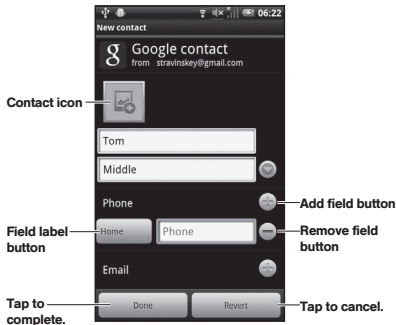 06:22
New contact
g Google contact
from stravinskey@gmail.com
Contact icon
Tom
Middle
Phone
Add field button
Field label
button
Home
Phone
Remove field
button
Email
Tap to
complete.
Done
Revert
Tap to cancel.